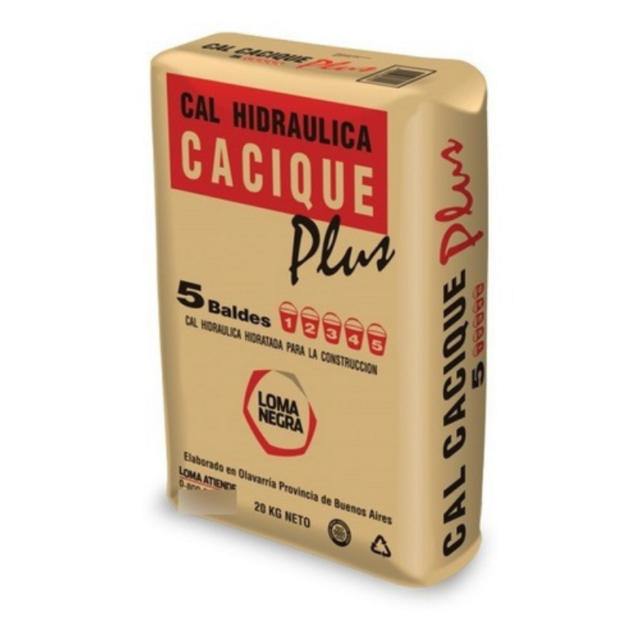 CAL CACIQUE Plus
CAL HIDRAULICA
CACIQUE
Plus
5 Baldes 1 2 3 4 5
CAL HIDRAULICA HIDRATADA PARA LA CONSTRUCCION
LOMA
NEGRA
Elaborado en Olavarría Provincia de Buenos Aires
LOMA ATIENDE
20 KG NETO
CAL CACIQUE Plus
5